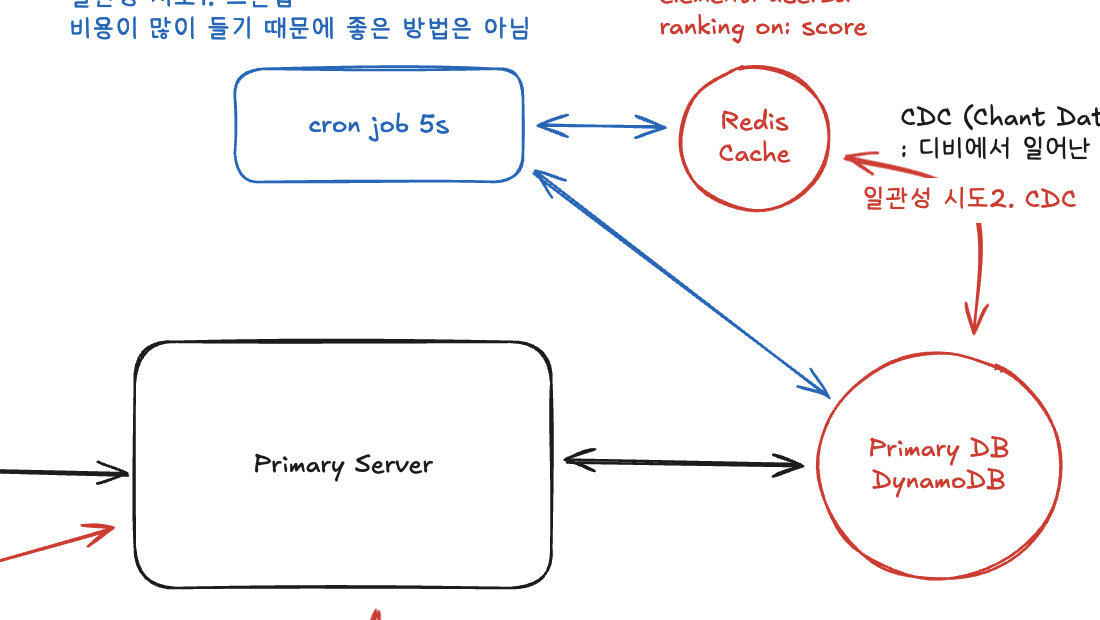 비용이 많이 들기 때문에 좋은 방법은 아님
ranking on: score
cron job 5s
Redis
Cache
CDC (Chant Dat
: 디비에서 일어난
일관성 시도2. CDC
Primary Server
Primary DB
DynamoDB